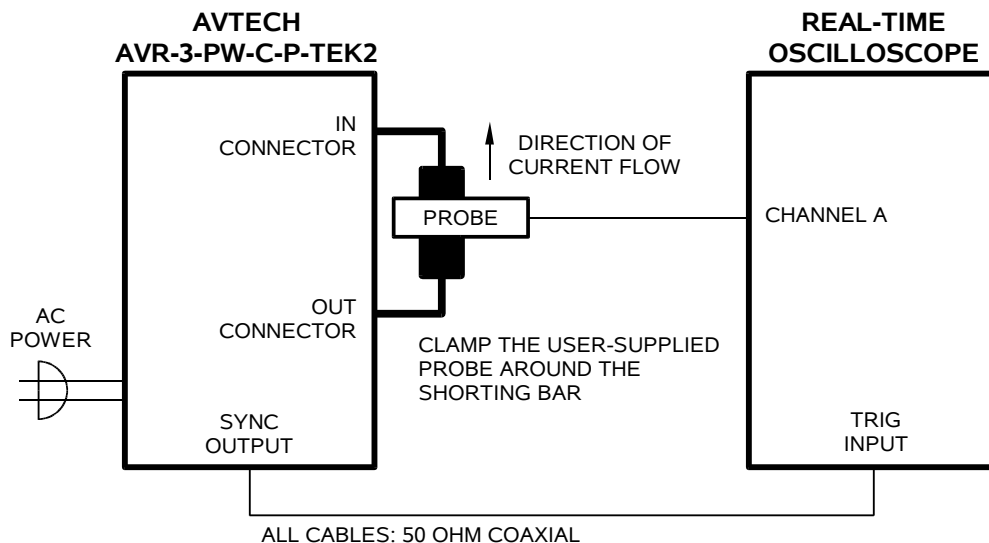 AVTECH
AVR-3-PW-C-P-TEK2
REAL-TIME
OSCILLOSCOPE
IN
CONNECTOR
DIRECTION OF
CURRENT FLOW
PROBE
CHANNEL A
OUT
CONNECTOR
AC
POWER
CLAMP THE USER-SUPPLIED
PROBE AROUND THE
SHORTING BAR
SYNC
OUTPUT
TRIG
INPUT
ALL CABLES: 50 OHM COAXIAL